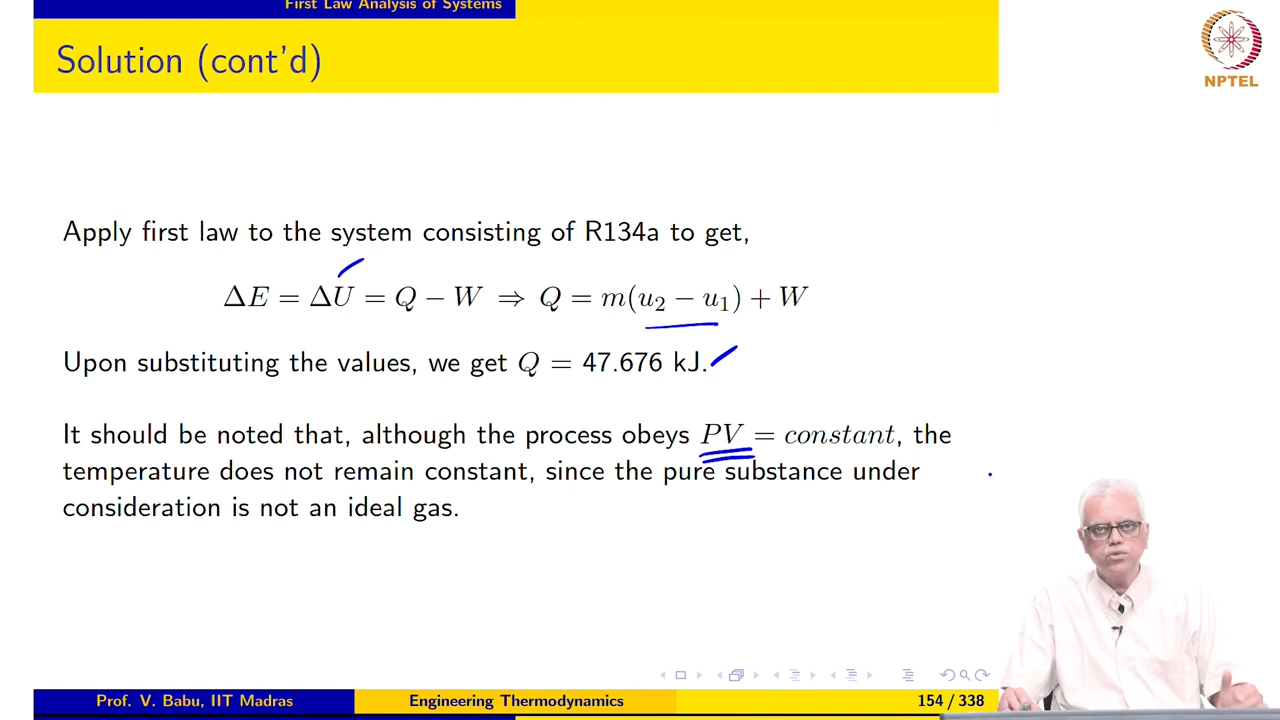 First Law Analysis of Systems
Solution (cont'd)
NPTEL
Apply first law to the system consisting of R134a to get,
ΔE = ΔU = Q − W ⇒ Q = m(u₂ − u₁) + W
Upon substituting the values, we get Q = 47.676 kJ.
It should be noted that, although the process obeys PV = constant, the
temperature does not remain constant, since the pure substance under
consideration is not an ideal gas.
Prof. V. Babu, IIT Madras
Engineering Thermodynamics
154 / 338